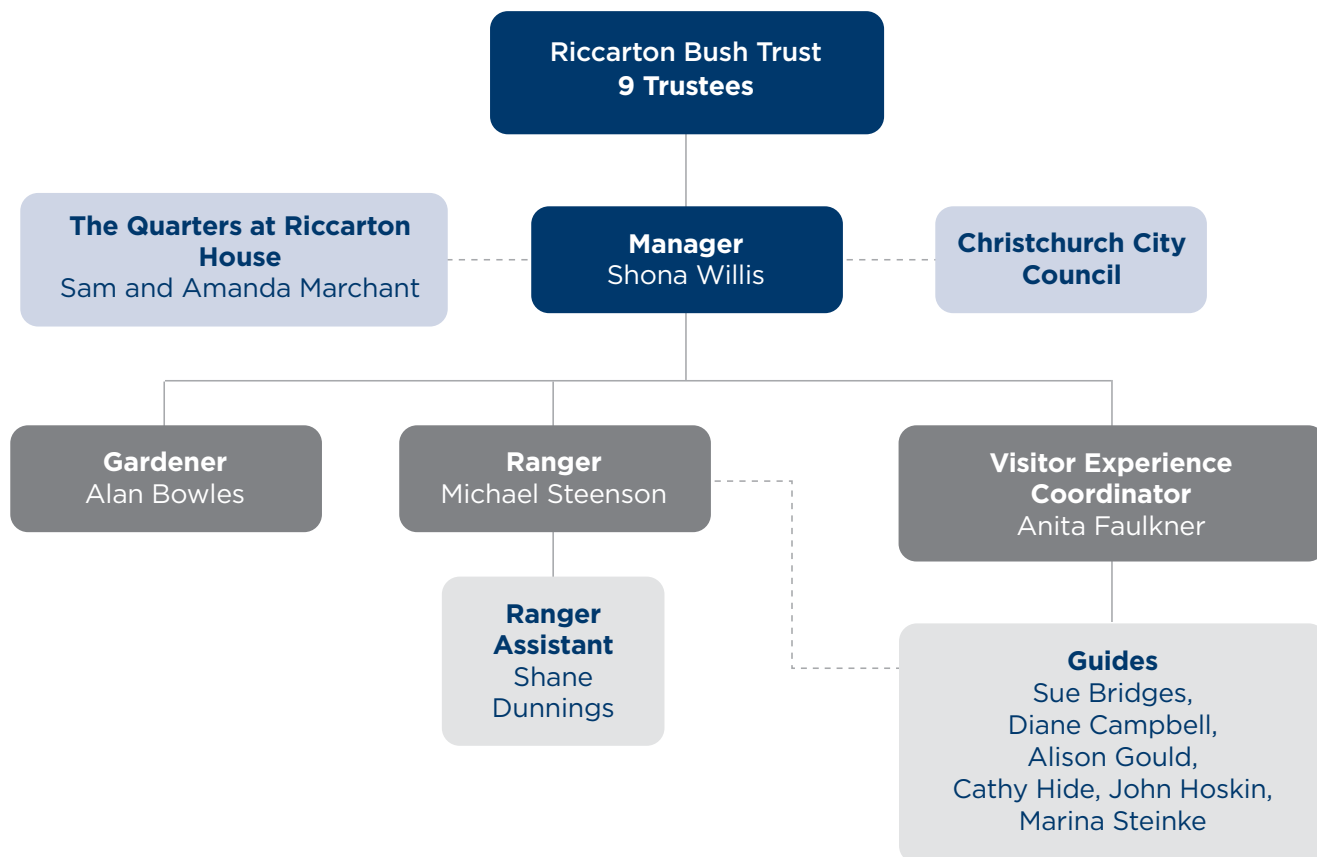 Riccarton Bush Trust
9 Trustees
The Quarters at Riccarton
House
Sam and Amanda Marchant
Manager
Shona Willis
Christchurch City
Council
Gardener
Alan Bowles
Ranger
Michael Steenson
Visitor Experience
Coordinator
Anita Faulkner
Ranger
Assistant
Shane
Dunnings
Guides
Sue Bridges,
Diane Campbell,
Alison Gould,
Cathy Hide, John Hoskin,
Marina Steinke